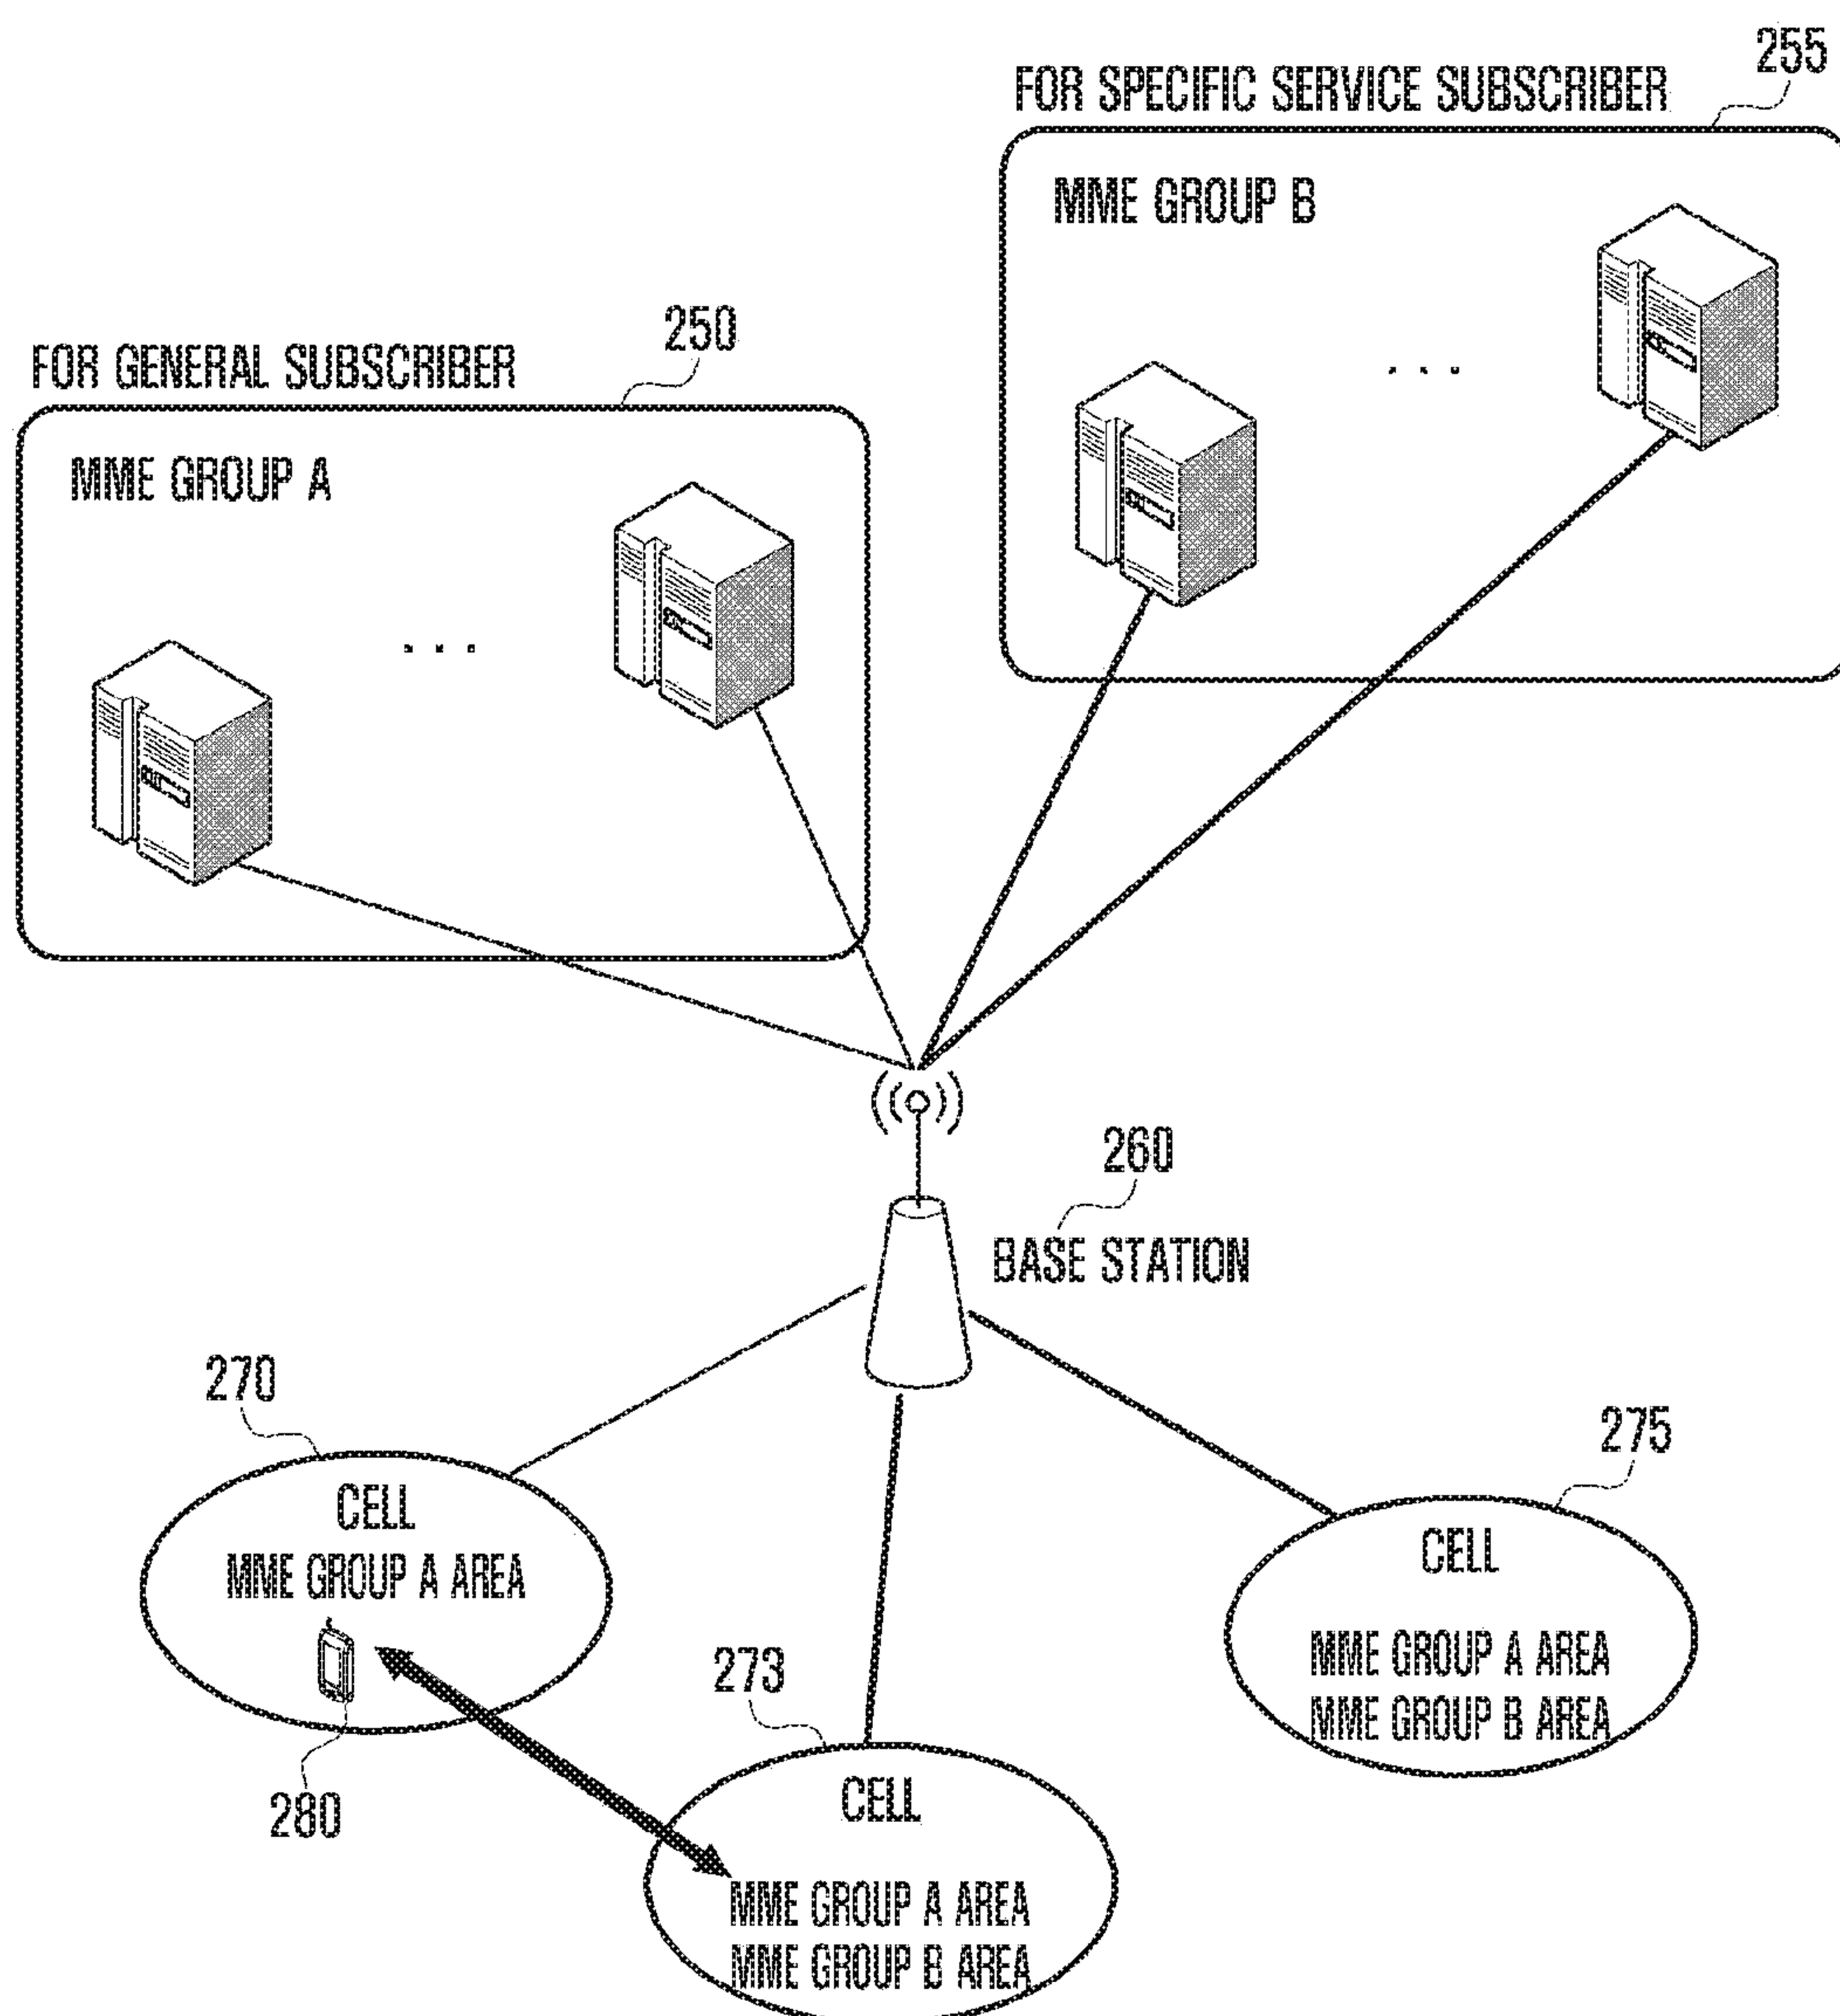 255
FOR SPECIFIC SERVICE SUBSCRIBER
MME GROUP B
250
FOR GENERAL SUBSCRIBER
MME GROUP A
260
BASE STATION
270
CELL
MME GROUP A AREA
280
273
CELL
MME GROUP A AREA
MME GROUP B AREA
275
CELL
MME GROUP A AREA
MME GROUP B AREA